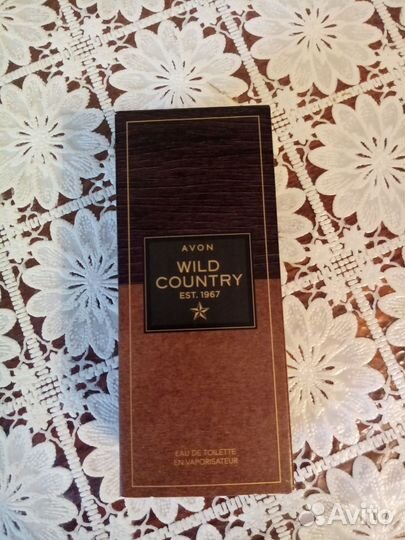 AVON
WILD
COUNTRY
EST. 1967
EAU DE TOILETTE
EN VAPORISATEUR
Avito